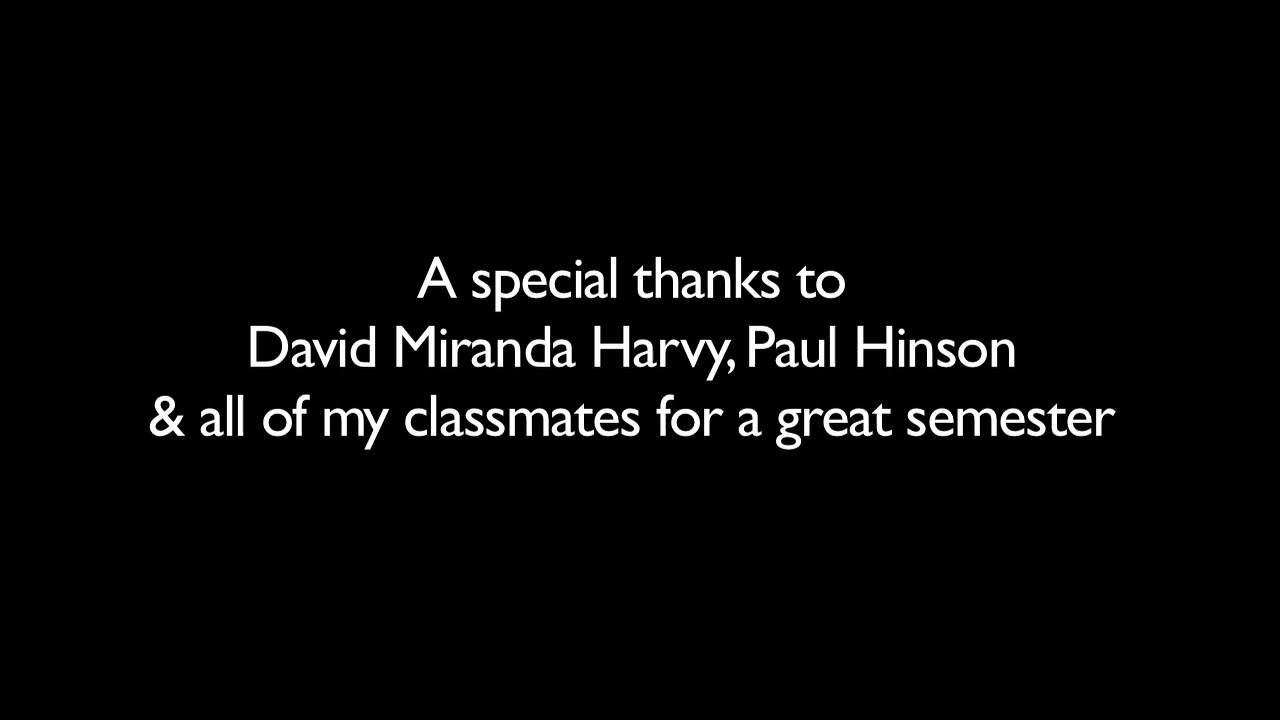 A special thanks to
David Miranda Harvy, Paul Hinson
& all of my classmates for a great semester